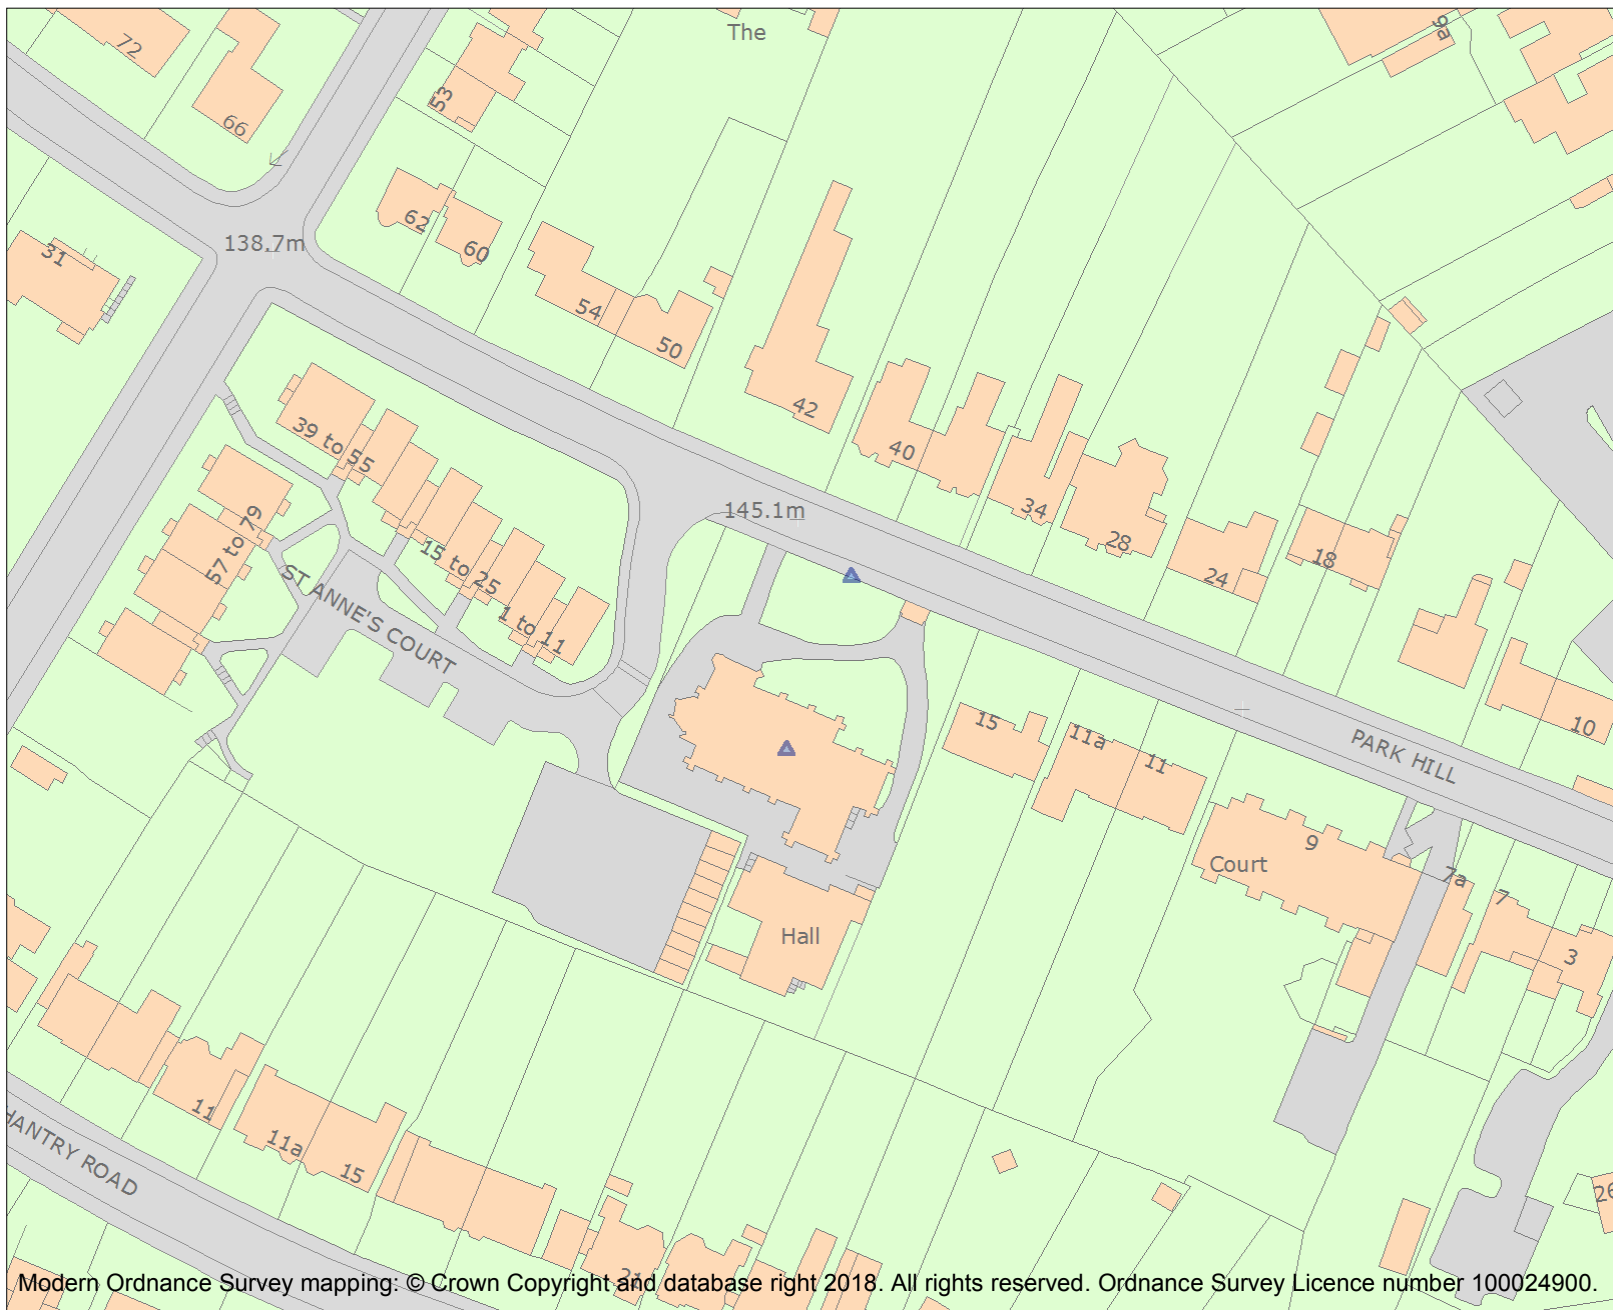 The
72
66
53
62
60
138.7m
31
54
50
42
40
34
28
24
18
10
145.1m
39 to 55
57 to 79
15 to 25
1 to 11
ST ANNE'S COURT
15
11a
11
PARK HILL
9
Court
7a
7
3
Hall
11
11a
15
HANTRY ROAD
26
Modern Ordnance Survey mapping: © Crown Copyright and database right 2018. All rights reserved. Ordnance Survey Licence number 100024900.